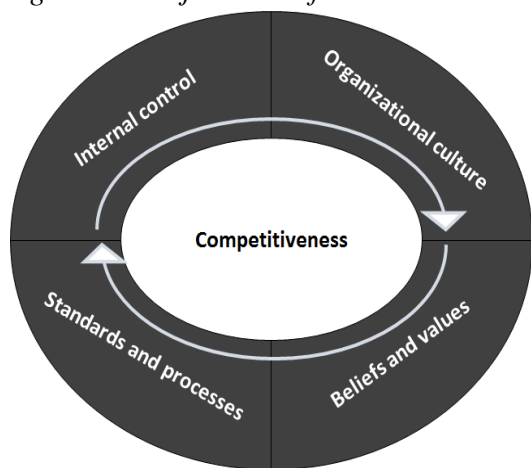 Internal control
Organizational culture
Competitiveness
Standards and processes
Beliefs and values